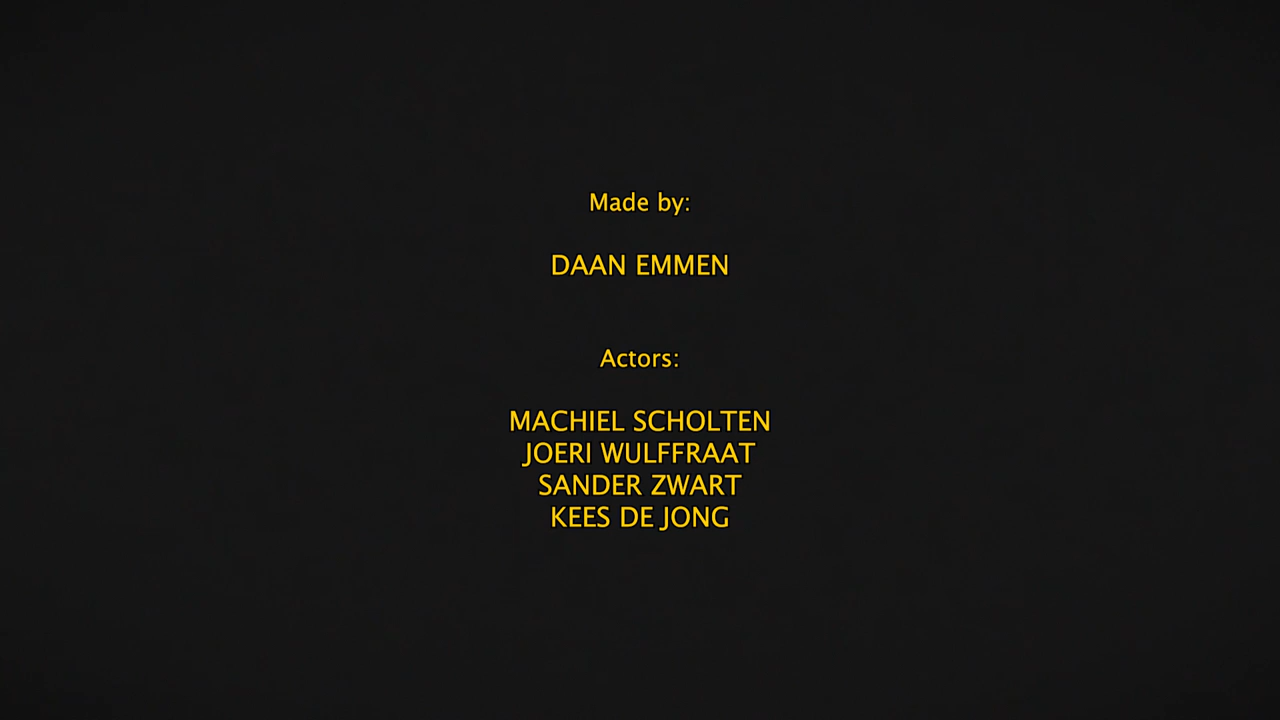 Made by:
DAAN EMMEN
Actors:
MACHIEL SCHOLTEN
JOERI WULFFRAAT
SANDER ZWART
KEES DE JONG